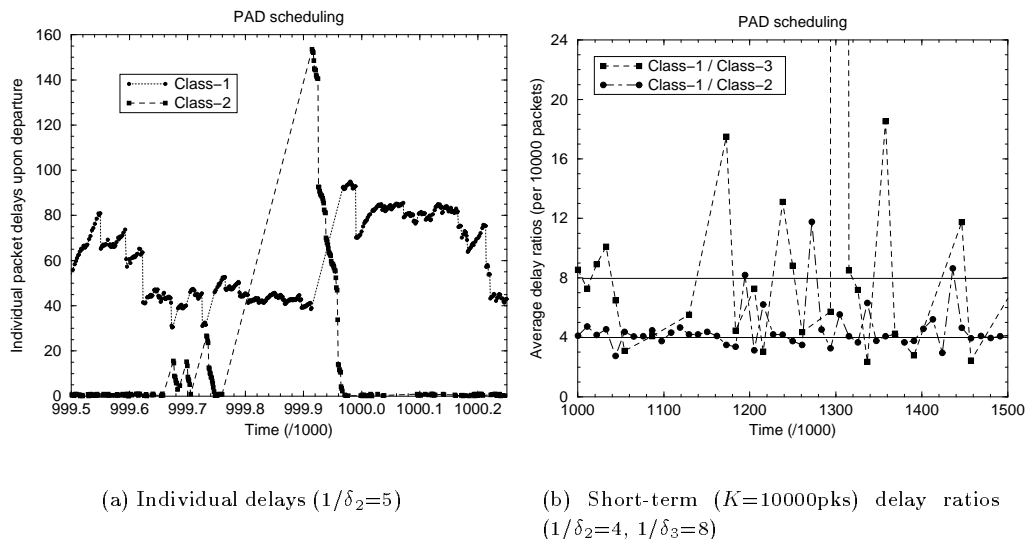 PAD scheduling
160
140
120
100
80
60
40
20
0
999.5 999.6 999.7 999.8 999.9 1000.0 1000.1 1000.2
Time (/1000)
Individual packet delays upon departure
Class−1
Class−2
(a) Individual delays (1/δ₂=5)
PAD scheduling
24
20
16
12
8
4
0
1000 1100 1200 1300 1400 1500
Time (/1000)
Average delay ratios (per 10000 packets)
Class−1 / Class−3
Class−1 / Class−2
(b) Short-term (K=10000pks) delay ratios
(1/δ₂=4, 1/δ₃=8)